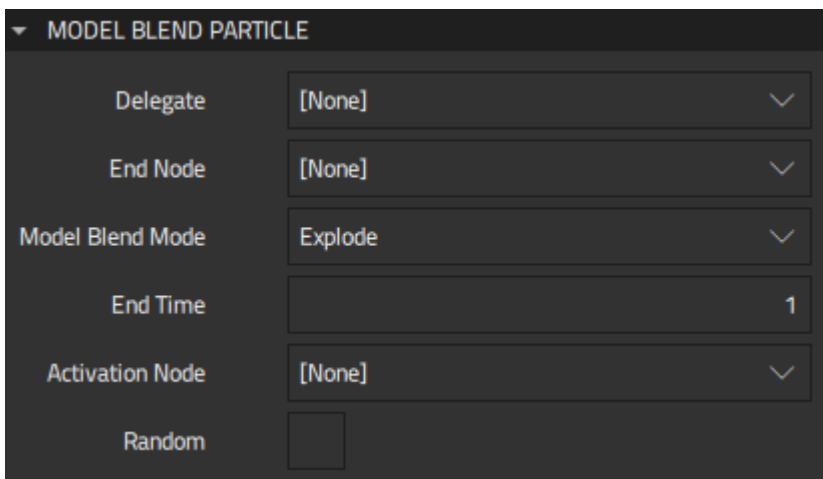 MODEL BLEND PARTICLE
Delegate [None]
End Node [None]
Model Blend Mode Explode
End Time 1
Activation Node [None]
Random